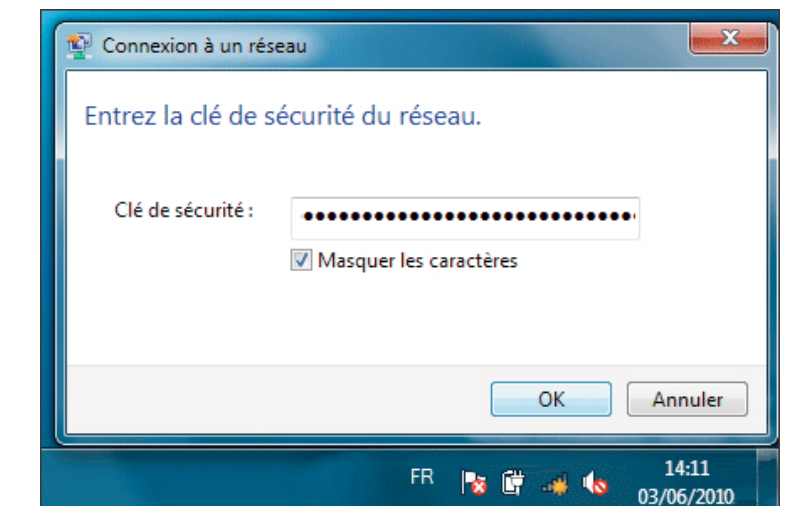 Connexion à un réseau
Entrez la clé de sécurité du réseau.
Clé de sécurité :
Masquer les caractères
OK Annuler
FR 14:11
03/06/2010